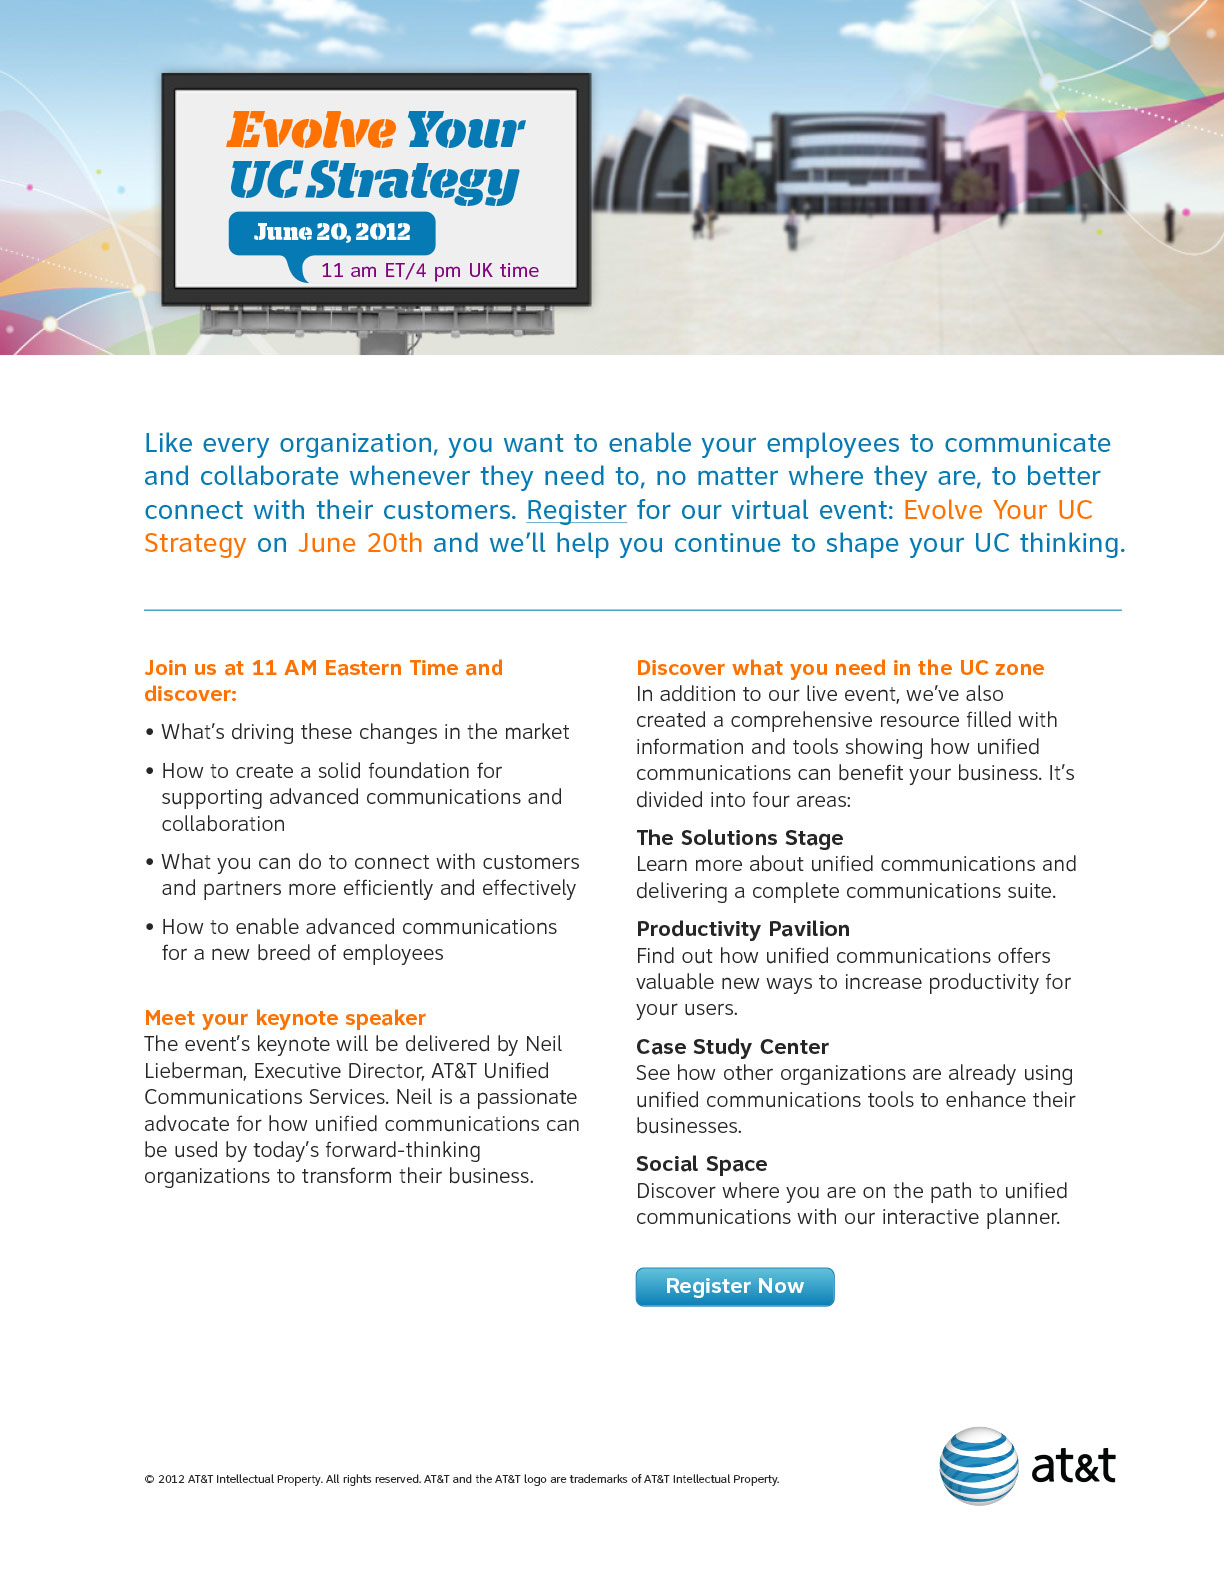 Evolve Your
UC Strategy
June 20, 2012
11 am ET/4 pm UK time
Like every organization, you want to enable your employees to communicate
and collaborate whenever they need to, no matter where they are, to better
connect with their customers. Register for our virtual event: Evolve Your UC
Strategy on June 20th and we’ll help you continue to shape your UC thinking.
Join us at 11 AM Eastern Time and
discover:
• What’s driving these changes in the market
• How to create a solid foundation for
supporting advanced communications and
collaboration
• What you can do to connect with customers
and partners more efficiently and effectively
• How to enable advanced communications
for a new breed of employees
Meet your keynote speaker
The event’s keynote will be delivered by Neil
Lieberman, Executive Director, AT&T Unified
Communications Services. Neil is a passionate
advocate for how unified communications can
be used by today’s forward-thinking
organizations to transform their business.
Discover what you need in the UC zone
In addition to our live event, we’ve also
created a comprehensive resource filled with
information and tools showing how unified
communications can benefit your business. It’s
divided into four areas:
The Solutions Stage
Learn more about unified communications and
delivering a complete communications suite.
Productivity Pavilion
Find out how unified communications offers
valuable new ways to increase productivity for
your users.
Case Study Center
See how other organizations are already using
unified communications tools to enhance their
businesses.
Social Space
Discover where you are on the path to unified
communications with our interactive planner.
Register Now
© 2012 AT&T Intellectual Property. All rights reserved. AT&T and the AT&T logo are trademarks of AT&T Intellectual Property.
at&t